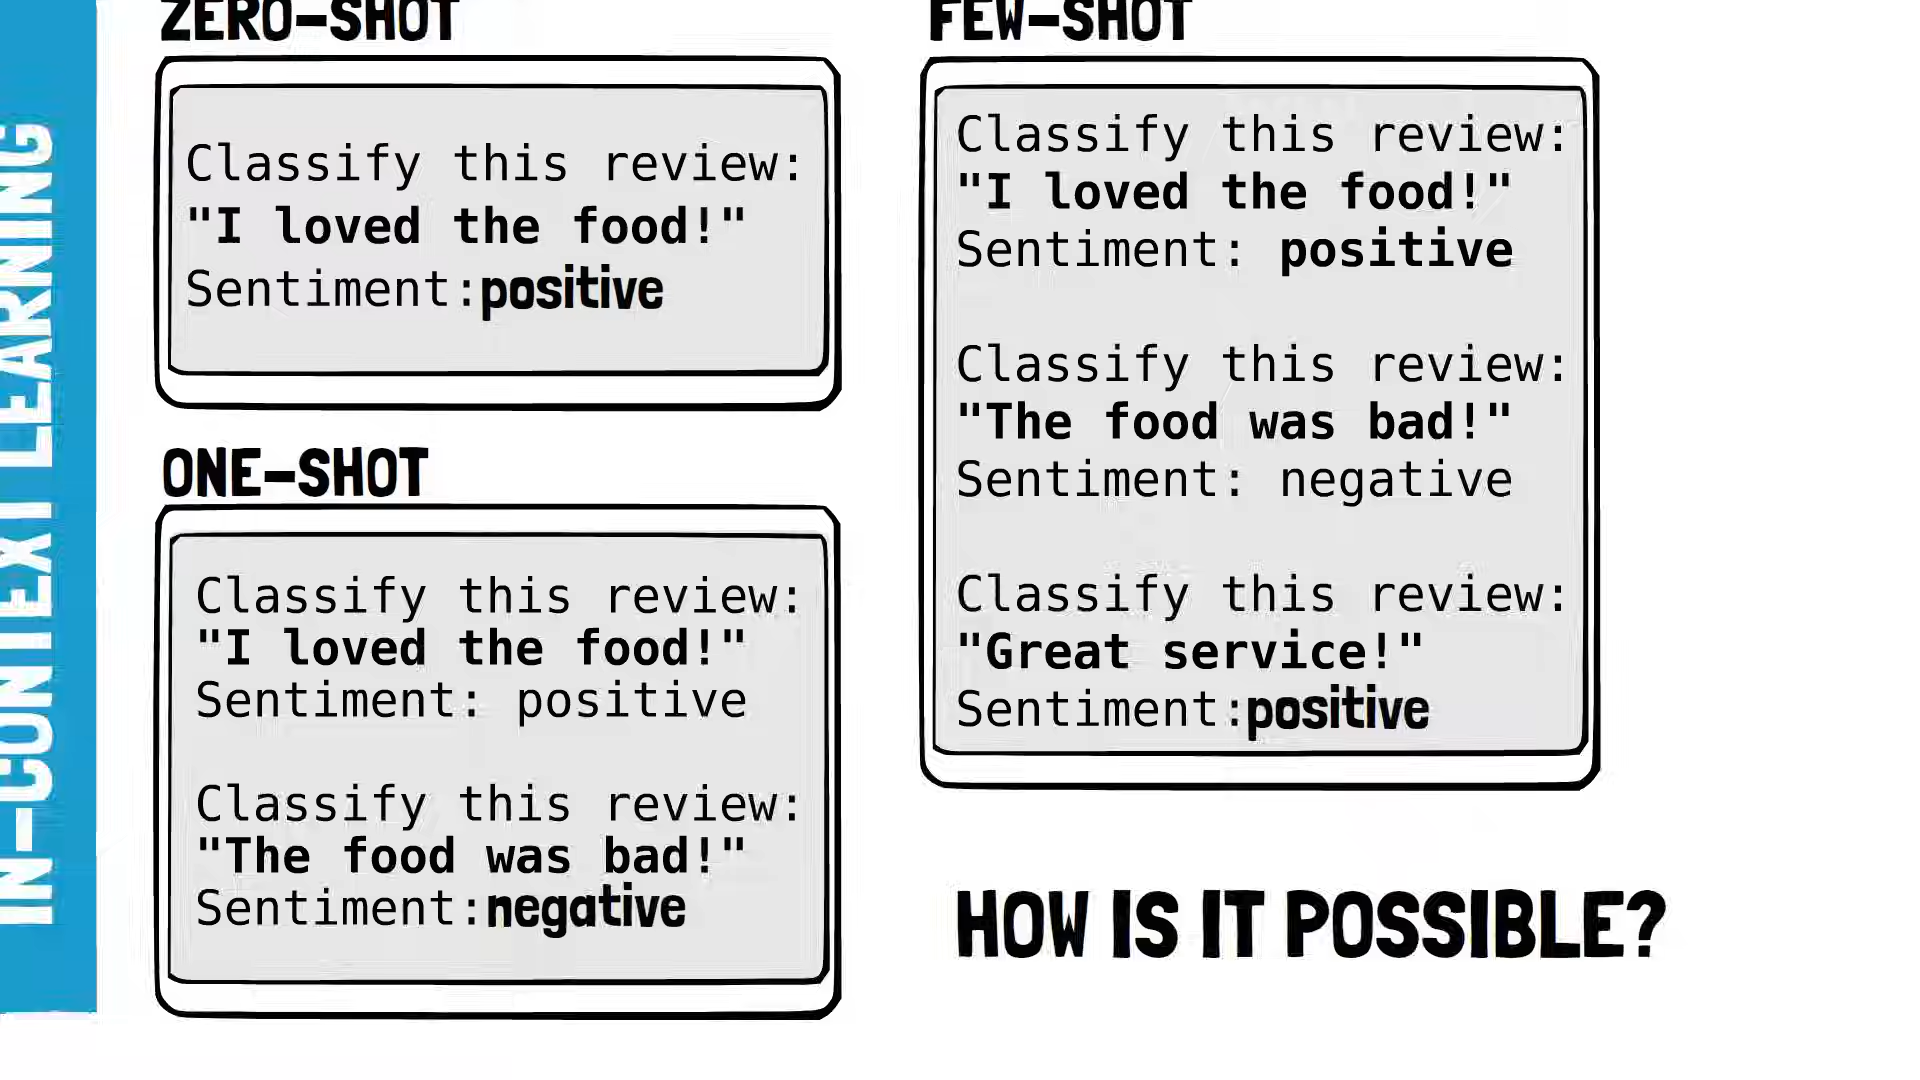 IN-CONTEXT LEARNING
ZERO-SHOT
Classify this review:
"I loved the food!"
Sentiment:positive
ONE-SHOT
Classify this review:
"I loved the food!"
Sentiment: positive
Classify this review:
"The food was bad!"
Sentiment:negative
FEW-SHOT
Classify this review:
"I loved the food!"
Sentiment: positive
Classify this review:
"The food was bad!"
Sentiment: negative
Classify this review:
"Great service!"
Sentiment:positive
HOW IS IT POSSIBLE?